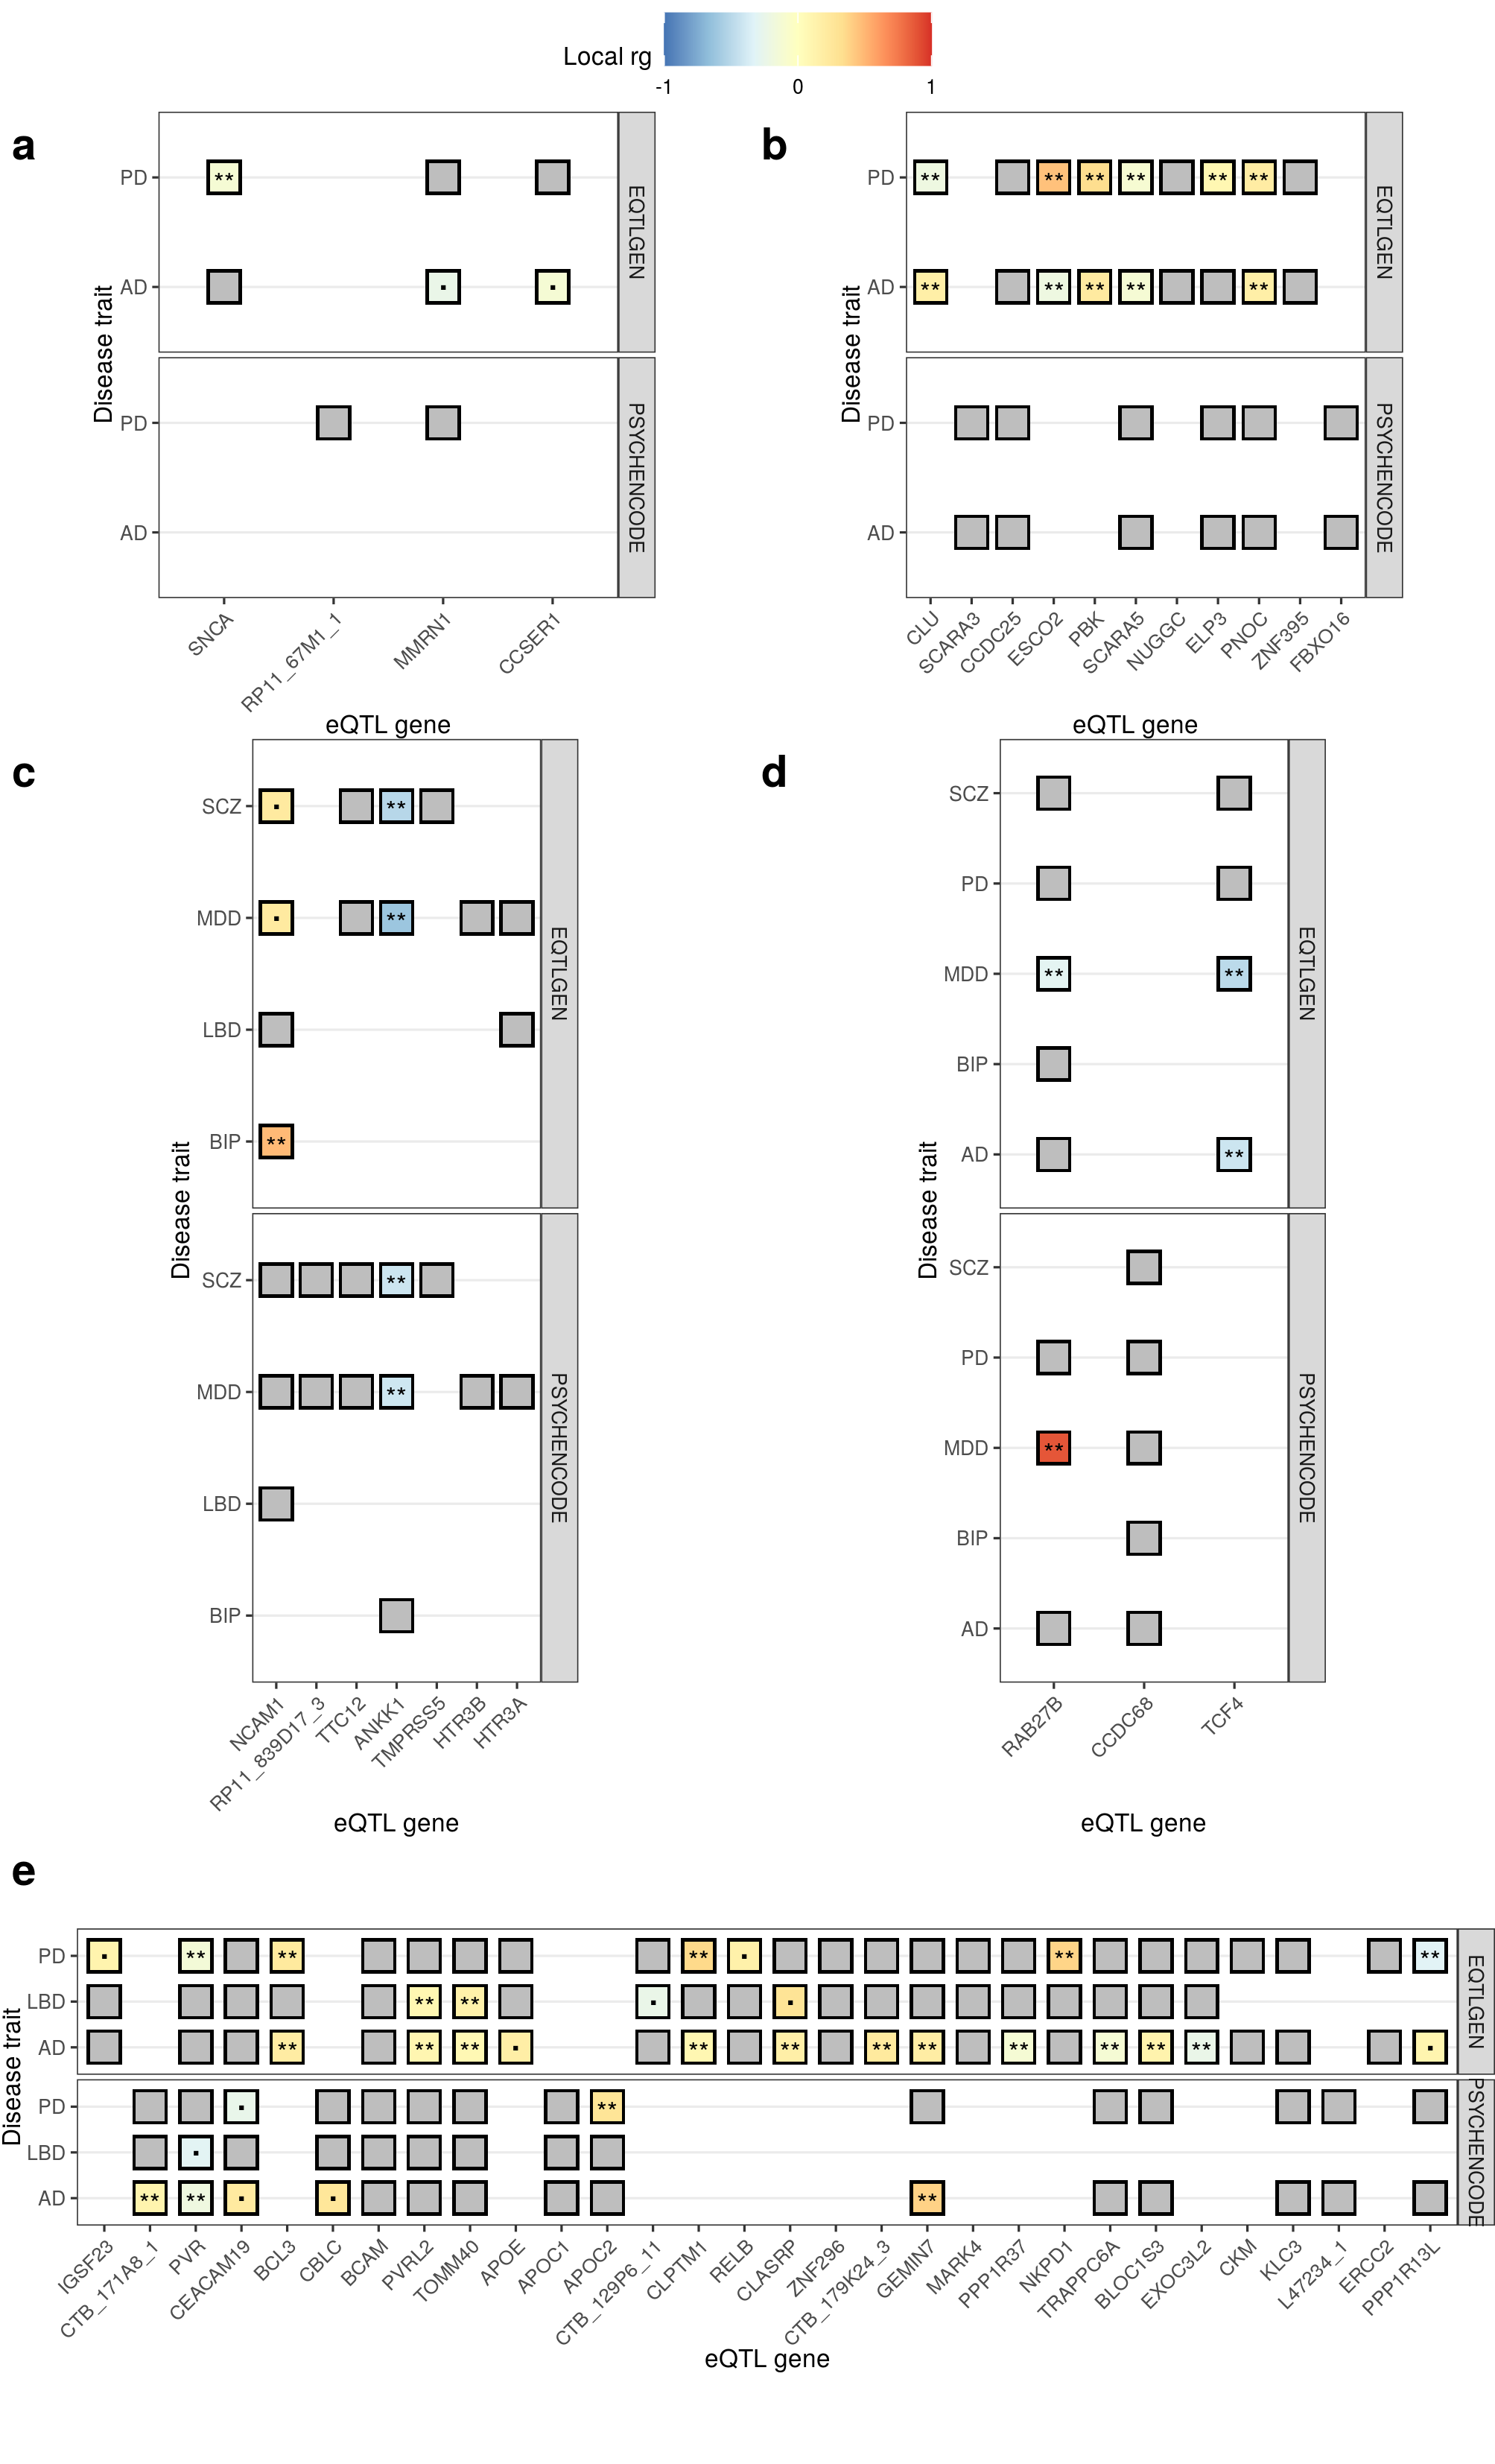 Local rg
-1 0 1
a
PD
**
AD
. .
EQTLGEN
PD
AD
PSYCHENCODE
Disease trait
SNCA RP11_67M1_1 MMRN1 CCSER1
eQTL gene
b
PD
** ** ** ** ** **
AD
** ** ** ** **
EQTLGEN
PD
AD
PSYCHENCODE
Disease trait
CLU SCARA3 CCDC25 ESCO2 PBK SCARA5 NUGGC ELP3 PNOC ZNF395 FBXO16
eQTL gene
c
SCZ
. **
MDD
. **
LBD
BIP
**
EQTLGEN
SCZ
**
MDD
**
LBD
BIP
PSYCHENCODE
Disease trait
NCAM1 RP11_839D17_3 TTC12 ANKK1 TMPRSS5 HTR3B HTR3A
eQTL gene
d
SCZ
PD
MDD
** **
BIP
AD
**
EQTLGEN
SCZ
PD
MDD
**
BIP
AD
PSYCHENCODE
Disease trait
RAB27B CCDC68 TCF4
eQTL gene
e
PD
. ** ** ** . ** **
LBD
** ** . .
AD
** ** ** . ** ** ** ** ** ** ** ** .
EQTLGEN
PD
. **
LBD
.
AD
** ** . . **
PSYCHENCODE
Disease trait
IGSF23 CTB_171A8_1 PVR CEACAM19 BCL3 CBLC BCAM PVRL2 TOMM40 APOE APOC1 APOC2 CTB_129P6_11 CLPTM1 RELB CLASRP ZNF296 CTB_179K24_3 GEMIN7 MARK4 PPP1R37 NKPD1 TRAPPC6A BLOC1S3 EXOC3L2 CKM KLC3 L47234_1 ERCC2 PPP1R13L
eQTL gene